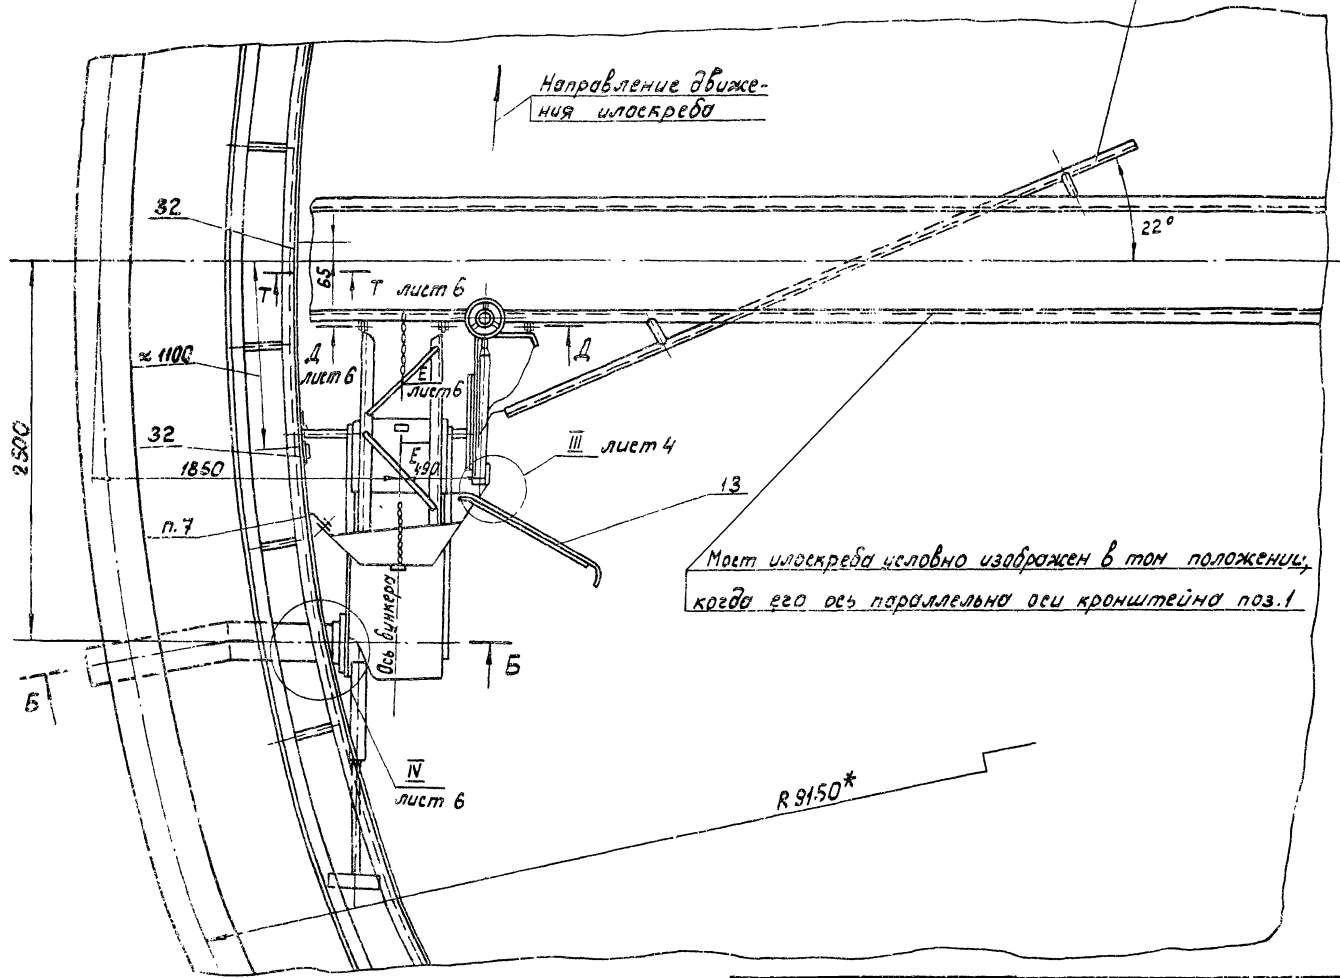 Направление движе-
ния илоскреба
32
22°
65
Т
Т лист 6
Д
лист 6
Д
≈ 1100
Е
лист 6
2500
32
III лист 4
1850
Е
490
13
п. 7
Мост илоскреба условно изображен в том положении,
когда его ось параллельна оси кронштейна поз.1
Ось бункера
Б
Б
IV
лист 6
R 9150*